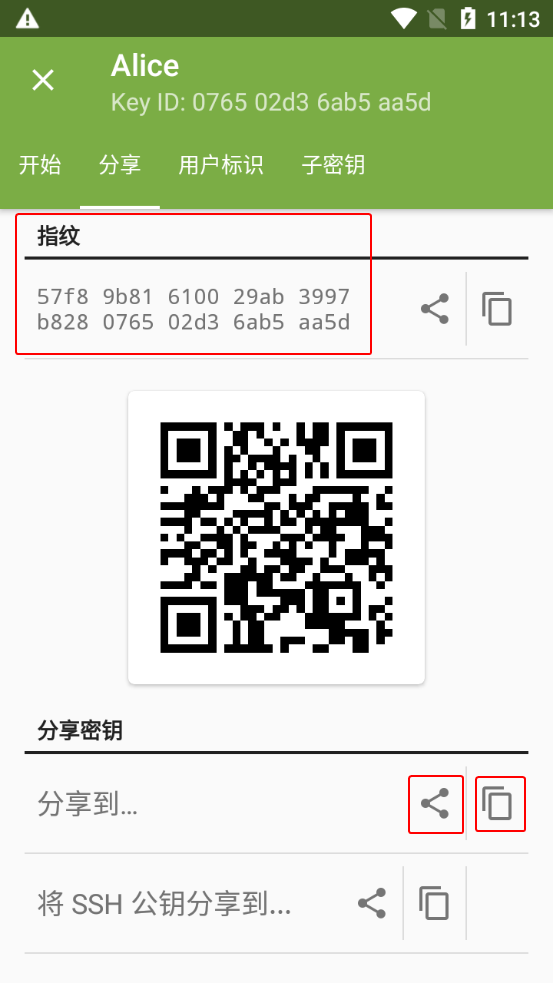 11:13
Alice
Key ID: 0765 02d3 6ab5 aa5d
开始 分享 用户标识 子密钥
指纹
57f8 9b81 6100 29ab 3997
b828 0765 02d3 6ab5 aa5d
分享密钥
分享到...
将 SSH 公钥分享到...